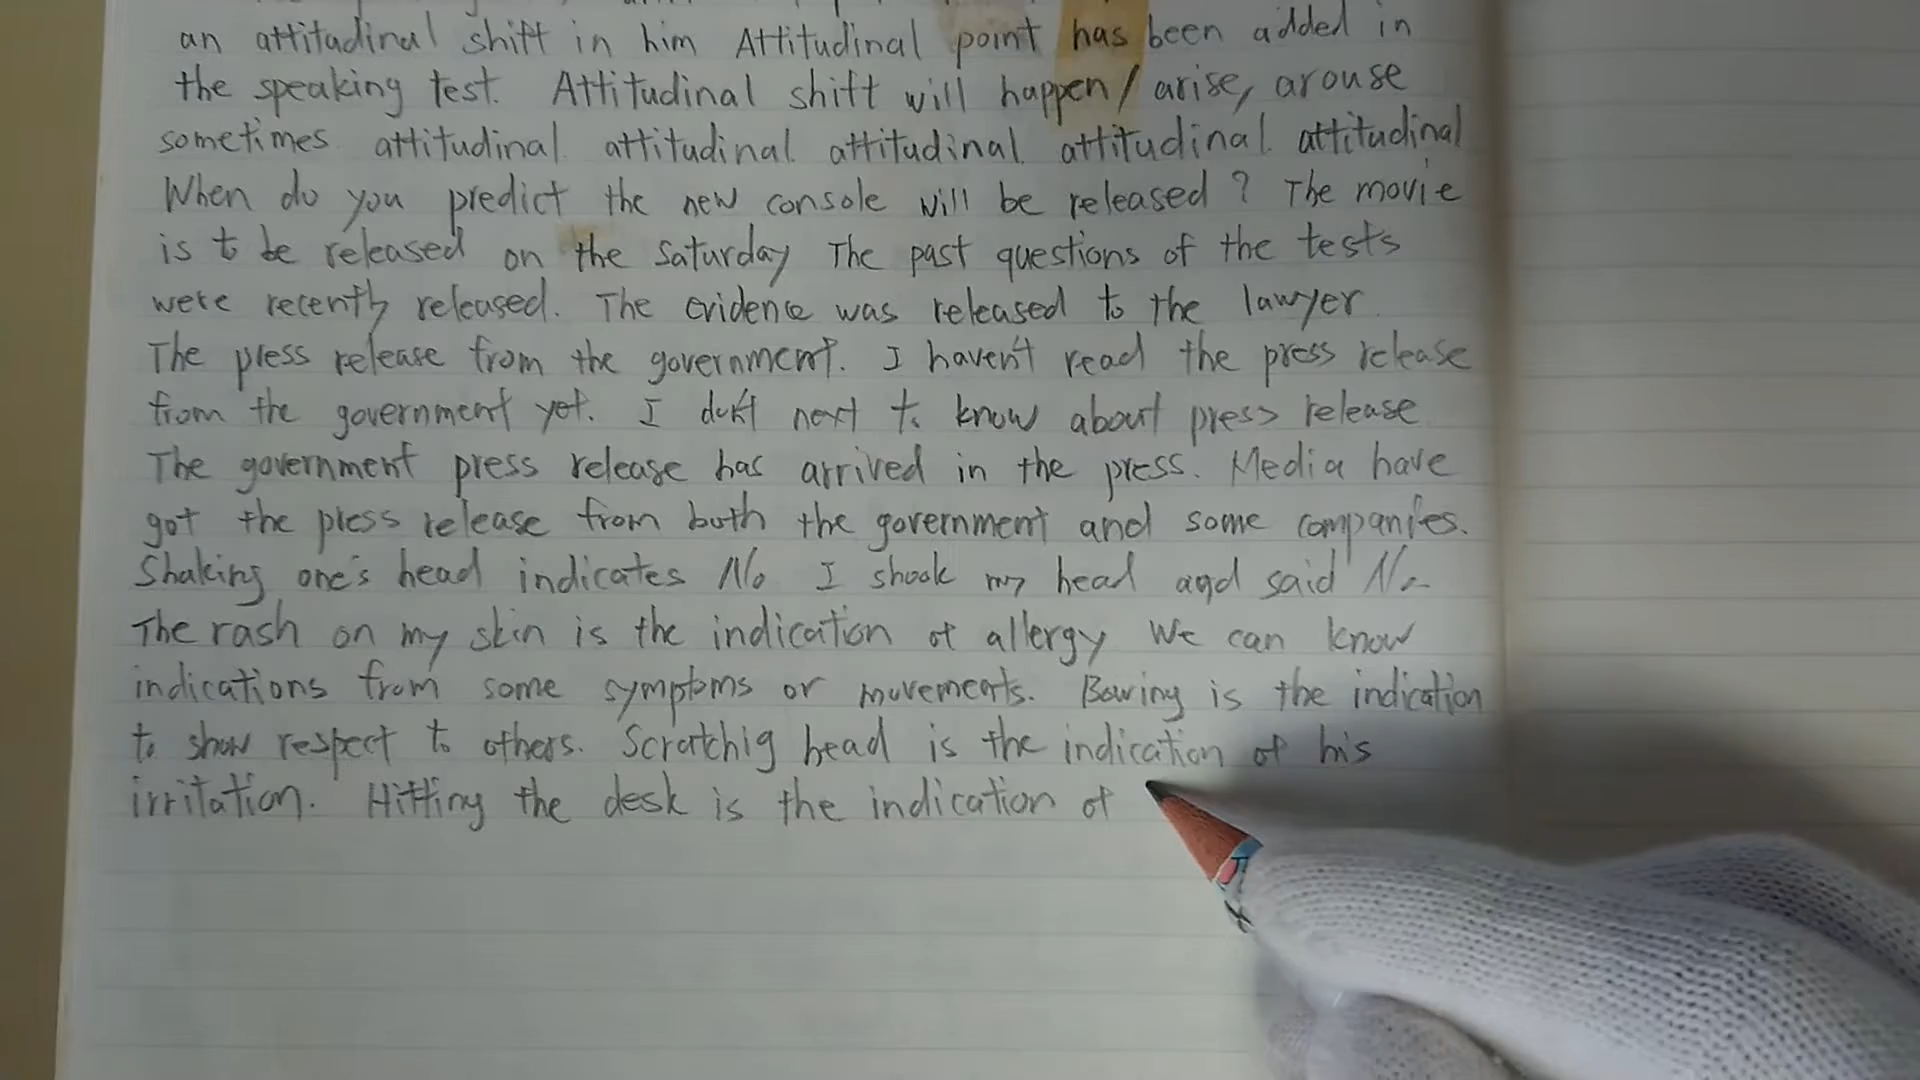 an attitudinal shift in him Attitudinal point has been added in
the speaking test. Attitudinal shift will happen/ arise, arouse
sometimes attitudinal. attitudinal. attitudinal. attitudinal. attitudinal
When do you predict the new console will be released? The movie
is to be released on the Saturday The past questions of the tests
were recently released. The evidence was released to the lawyer.
The press release from the government. I haven't read the press release
from the government yet. I next to know about press release
The government press release has arrived in the press. Media have
got the press release from both the government and some companies.
Shaking one's head indicates No I shook my head and said No
The rash on my skin is the indication of allergy We can know
indications from some symptoms or movements. Bowing is the indication
to show respect to others. Scratchig head is the indication of his
irritation. Hitting the desk is the indication of